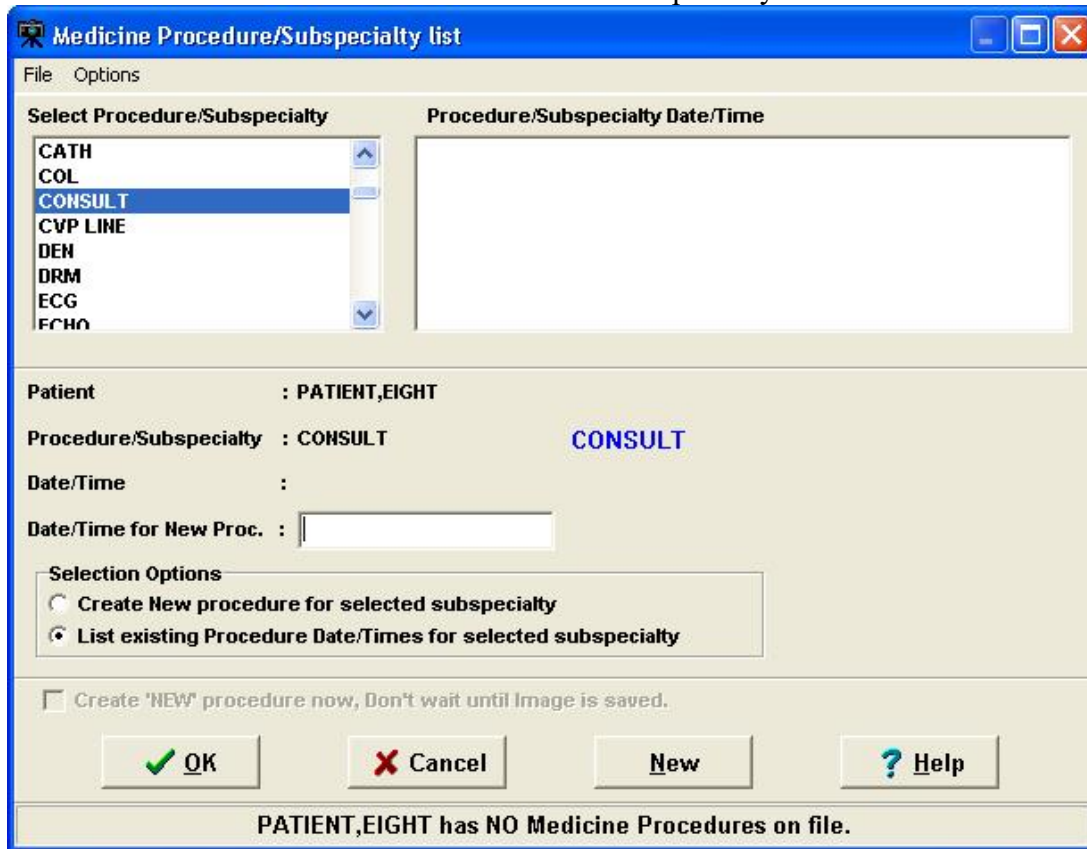 Medicine Procedure/Subspecialty list
File Options
Select Procedure/Subspecialty Procedure/Subspecialty Date/Time
CATH
COL
CONSULT
CVP LINE
DEN
DRM
ECG
ECHO
Patient : PATIENT,EIGHT
Procedure/Subspecialty : CONSULT CONSULT
Date/Time :
Date/Time for New Proc. :
Selection Options
Create New procedure for selected subspecialty
List existing Procedure Date/Times for selected subspecialty
Create 'NEW' procedure now, Don't wait until Image is saved.
OK Cancel New Help
PATIENT,EIGHT has NO Medicine Procedures on file.